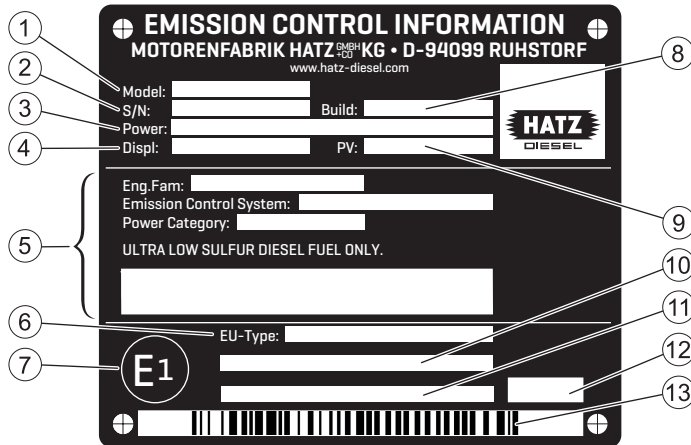 EMISSION CONTROL INFORMATION
MOTORENFABRIK HATZ GMBH +CO KG • D-94099 RUHSTORF
www.hatz-diesel.com
1
Model:
2
S/N:
Build:
8
3
Power:
4
Displ:
PV:
9
HATZ
DIESEL
5
Eng.Fam:
Emission Control System:
Power Category:
ULTRA LOW SULFUR DIESEL FUEL ONLY.
6
EU-Type:
10
7
E1
11
12
13